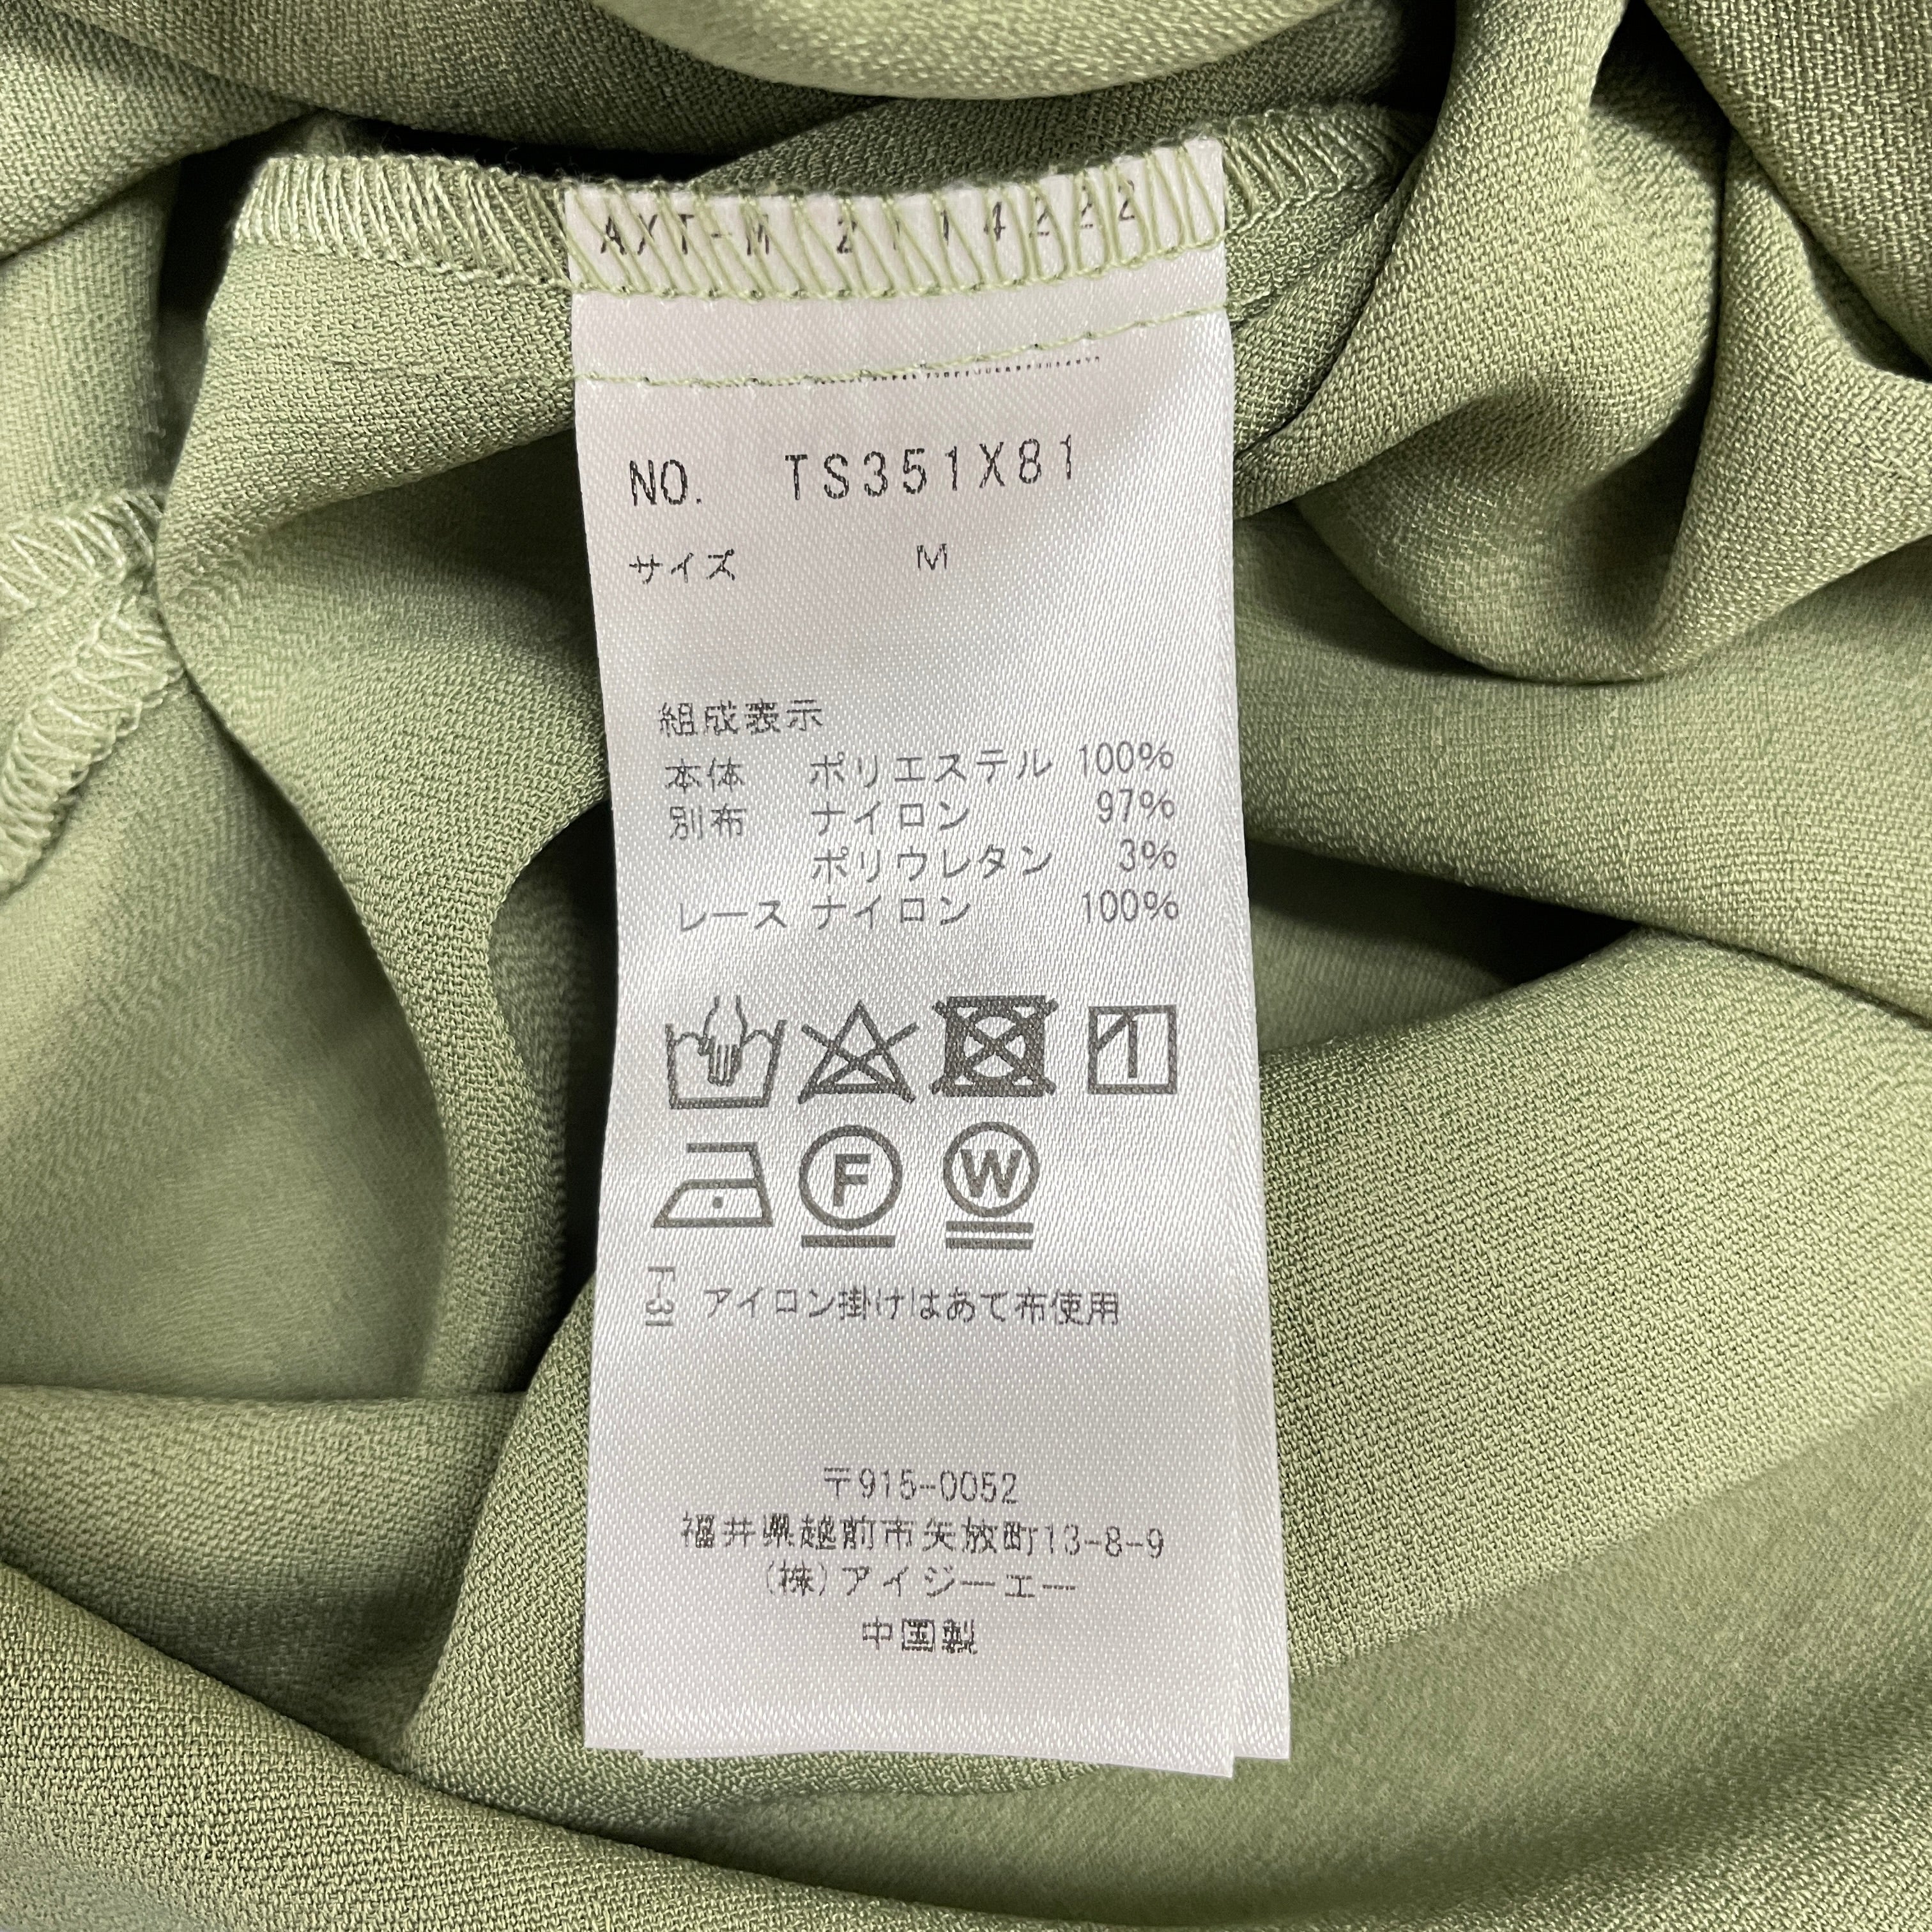 AXT-M 2114222
NO. TS351X81
サイズ M
組成表示
本体 ポリエステル 100%
別布 ナイロン 97%
ポリウレタン 3%
レース ナイロン 100%
F W
F-31 アイロン掛けはあて布使用
〒915-0052
福井県越前市矢放町13-8-9
(株)アイジーエー
中国製